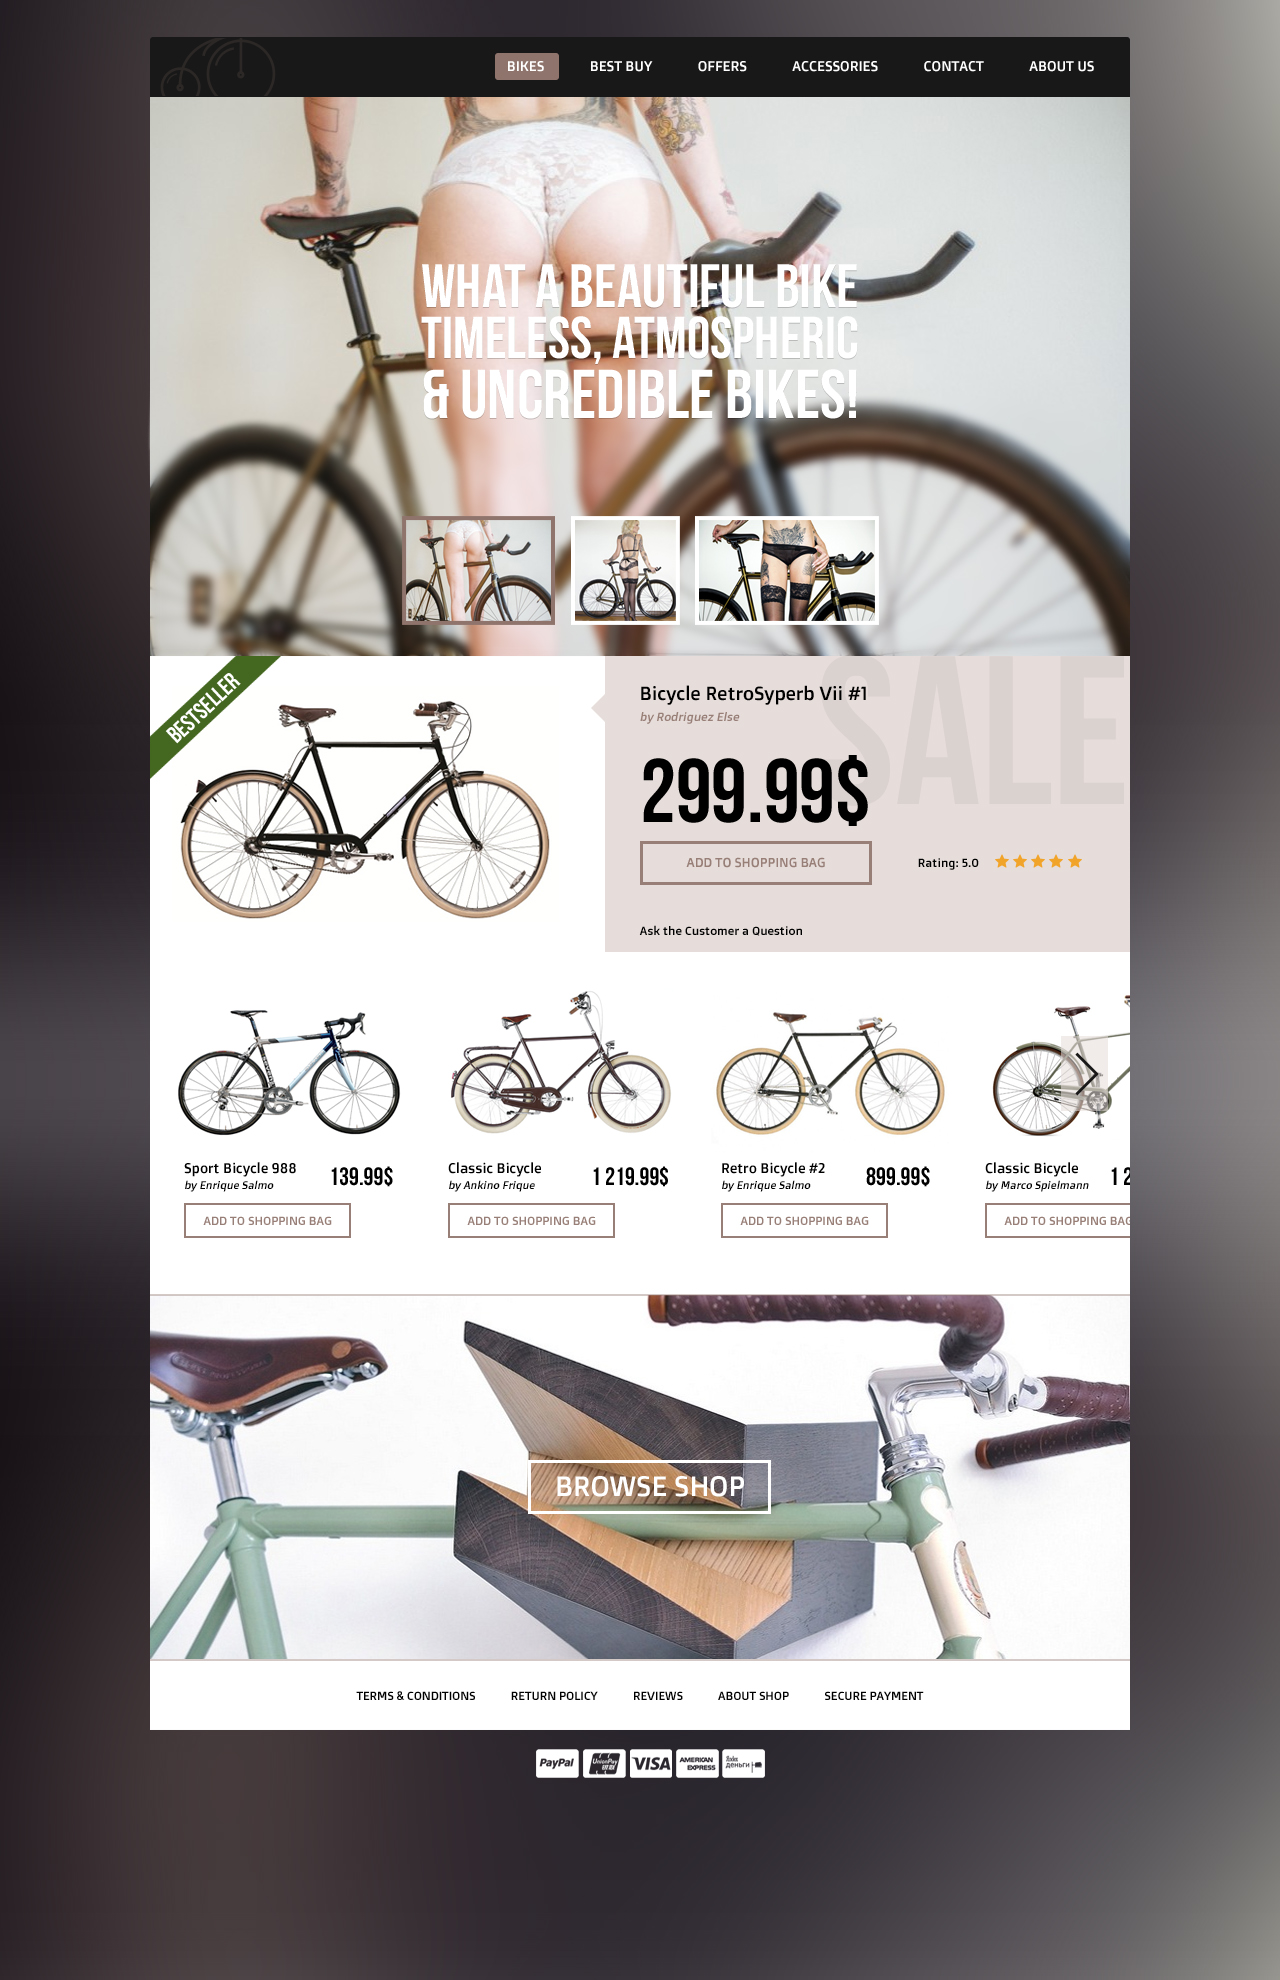 BIKES BEST BUY OFFERS ACCESSORIES CONTACT ABOUT US
WHAT A BEAUTIFUL BIKE
TIMELESS, ATMOSPHERIC
& UNCREDIBLE BIKES!
BESTSELLER
SALE
Bicycle RetroSyperb Vii #1
by Rodriguez Else
299.99$
ADD TO SHOPPING BAG
Rating: 5.0
Ask the Customer a Question
Sport Bicycle 988
by Enrique Salmo
139.99$
ADD TO SHOPPING BAG
Classic Bicycle
by Ankino Frique
1 219.99$
ADD TO SHOPPING BAG
Retro Bicycle #2
by Enrique Salmo
899.99$
ADD TO SHOPPING BAG
Classic Bicycle
by Marco Spielmann
1 2
ADD TO SHOPPING BAG
BROWSE SHOP
TERMS & CONDITIONS RETURN POLICY REVIEWS ABOUT SHOP SECURE PAYMENT
PayPal
UnionPay
银联
VISA
AMERICAN
EXPRESS
деньги